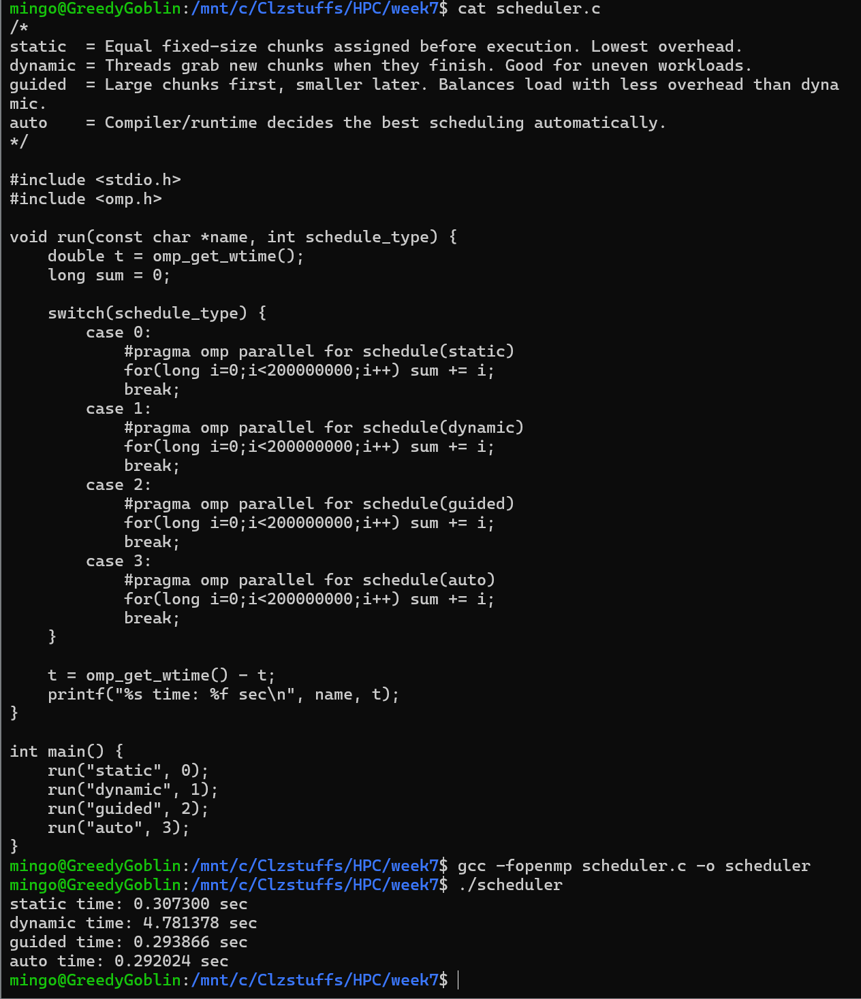 mingo@GreedyGoblin:/mnt/c/Clzstuffs/HPC/week7$ cat scheduler.c
/*
static  = Equal fixed-size chunks assigned before execution. Lowest overhead.
dynamic = Threads grab new chunks when they finish. Good for uneven workloads.
guided  = Large chunks first, smaller later. Balances load with less overhead than dyna
mic.
auto    = Compiler/runtime decides the best scheduling automatically.
*/

#include <stdio.h>
#include <omp.h>

void run(const char *name, int schedule_type) {
    double t = omp_get_wtime();
    long sum = 0;

    switch(schedule_type) {
        case 0:
            #pragma omp parallel for schedule(static)
            for(long i=0;i<200000000;i++) sum += i;
            break;
        case 1:
            #pragma omp parallel for schedule(dynamic)
            for(long i=0;i<200000000;i++) sum += i;
            break;
        case 2:
            #pragma omp parallel for schedule(guided)
            for(long i=0;i<200000000;i++) sum += i;
            break;
        case 3:
            #pragma omp parallel for schedule(auto)
            for(long i=0;i<200000000;i++) sum += i;
            break;
    }

    t = omp_get_wtime() - t;
    printf("%s time: %f sec\n", name, t);
}

int main() {
    run("static", 0);
    run("dynamic", 1);
    run("guided", 2);
    run("auto", 3);
}
mingo@GreedyGoblin:/mnt/c/Clzstuffs/HPC/week7$ gcc -fopenmp scheduler.c -o scheduler
mingo@GreedyGoblin:/mnt/c/Clzstuffs/HPC/week7$ ./scheduler
static time: 0.307300 sec
dynamic time: 4.781378 sec
guided time: 0.293866 sec
auto time: 0.292024 sec
mingo@GreedyGoblin:/mnt/c/Clzstuffs/HPC/week7$